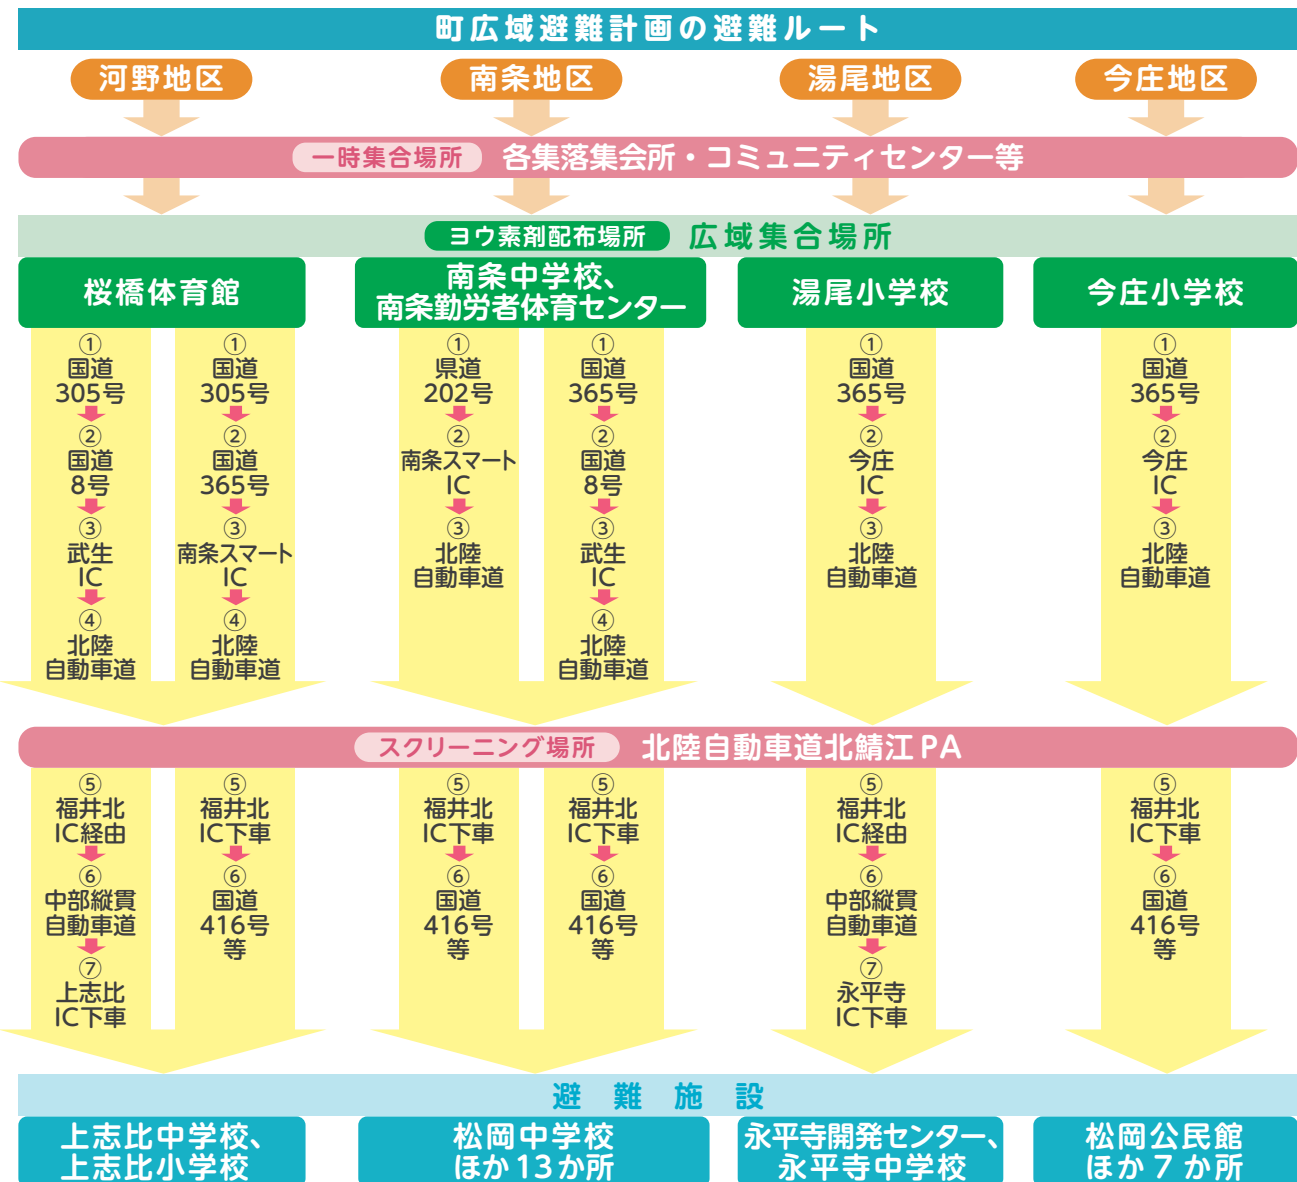 町広域避難計画の避難ルート
河野地区
南条地区
湯尾地区
今庄地区
一時集合場所 各集落集会所・コミュニティセンター等
ヨウ素剤配布場所 広域集合場所
桜橋体育館
南条中学校、
南条勤労者体育センター
湯尾小学校
今庄小学校
①
国道
305号
②
国道
8号
③
武生
IC
④
北陸
自動車道
①
国道
305号
②
国道
365号
③
南条スマート
IC
④
北陸
自動車道
①
県道
202号
②
南条スマート
IC
③
北陸
自動車道
①
国道
365号
②
国道
8号
③
武生
IC
④
北陸
自動車道
①
国道
365号
②
今庄
IC
③
北陸
自動車道
①
国道
365号
②
今庄
IC
③
北陸
自動車道
スクリーニング場所 北陸自動車道北鯖江PA
⑤
福井北
IC経由
⑥
中部縦貫
自動車道
⑦
上志比
IC下車
⑤
福井北
IC下車
⑥
国道
416号
等
⑤
福井北
IC下車
⑥
国道
416号
等
⑤
福井北
IC下車
⑥
国道
416号
等
⑤
福井北
IC経由
⑥
中部縦貫
自動車道
⑦
永平寺
IC下車
⑤
福井北
IC下車
⑥
国道
416号
等
避難施設
上志比中学校、
上志比小学校
松岡中学校
ほか13か所
永平寺開発センター、
永平寺中学校
松岡公民館
ほか7か所